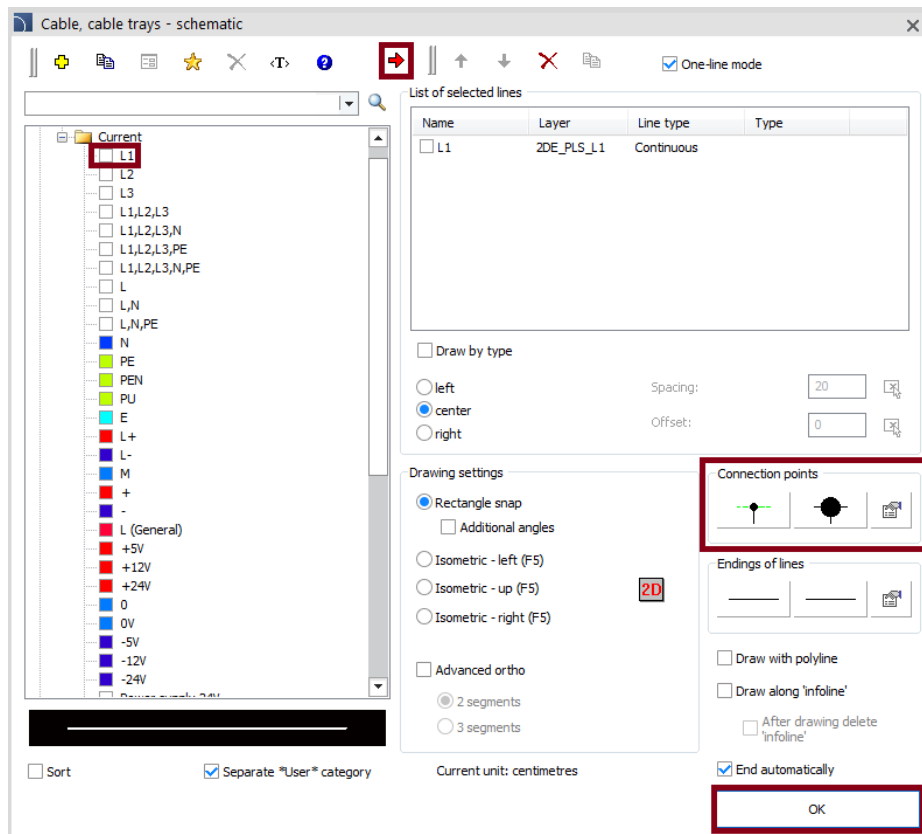 Cable, cable trays - schematic
<T>
One-line mode
Current
L1
L2
L3
L1,L2,L3
L1,L2,L3,N
L1,L2,L3,PE
L1,L2,L3,N,PE
L
L,N
L,N,PE
N
PE
PEN
PU
E
L+
L-
M
+
-
L (General)
+5V
+12V
+24V
0
0V
-5V
-12V
-24V
Power supply 24V
Sort
Separate *User* category
List of selected lines
Name Layer Line type Type
L1 2DE_PLS_L1 Continuous
Draw by type
left
center
right
Spacing: 20
Offset: 0
Drawing settings
Rectangle snap
Additional angles
Isometric - left (F5)
Isometric - up (F5)
Isometric - right (F5)
2D
Advanced ortho
2 segments
3 segments
Current unit: centimetres
Connection points
Endings of lines
Draw with polyline
Draw along 'infoline'
After drawing delete
'infoline'
End automatically
OK